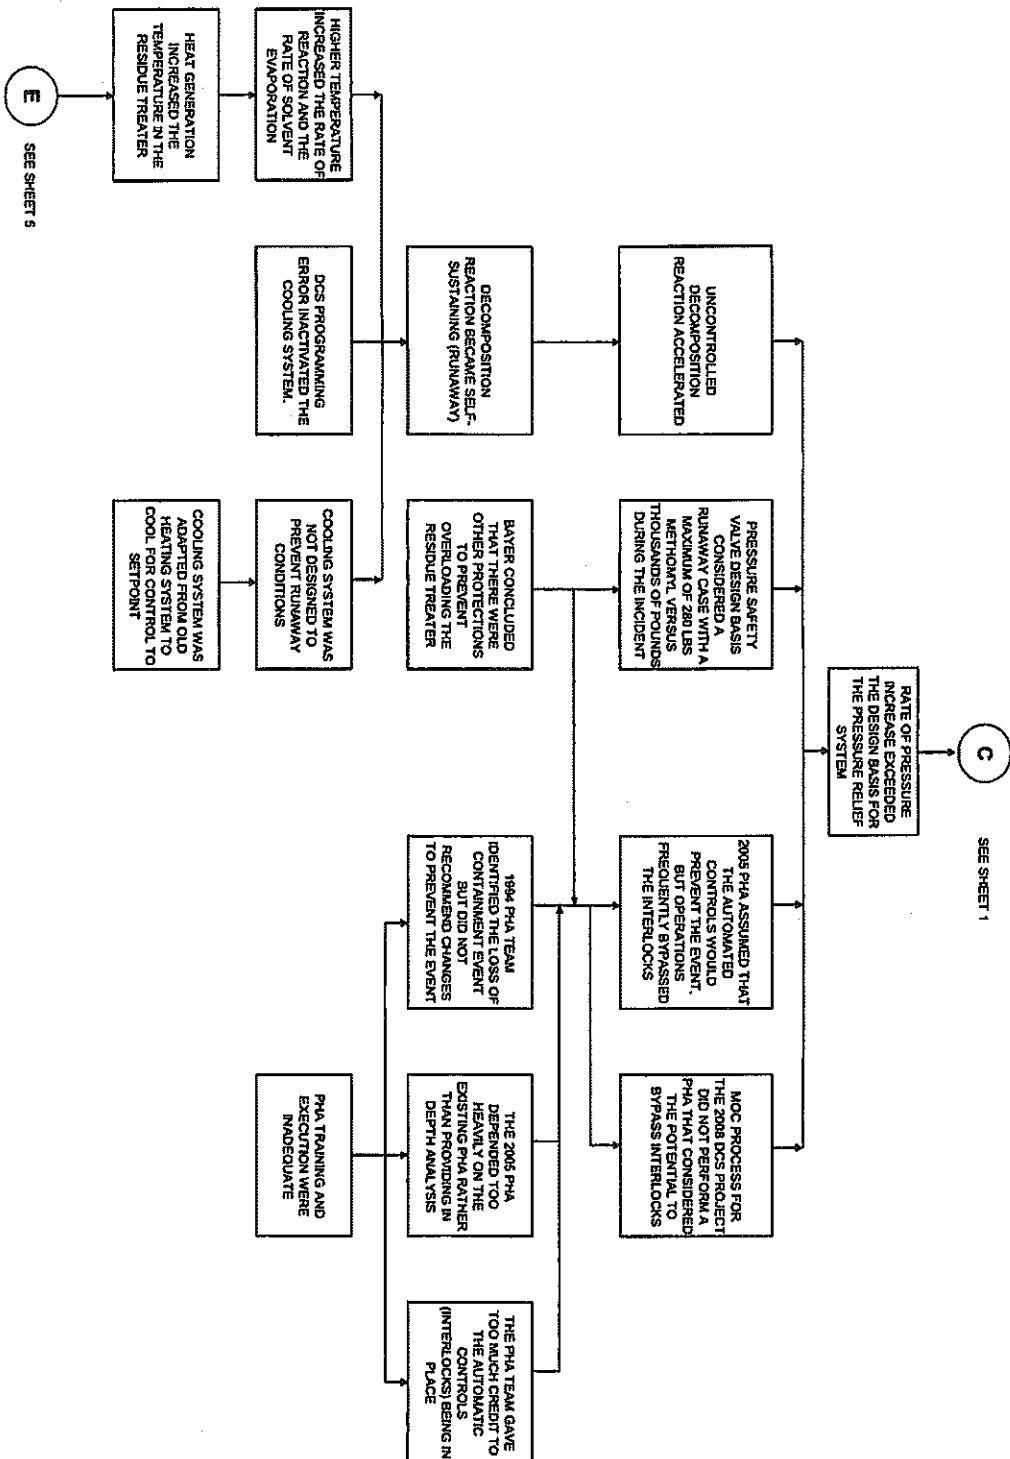 C
SEE SHEET 1
RATE OF PRESSURE
INCREASE EXCEEDED
THE DESIGN BASIS FOR
THE PRESSURE RELIEF
SYSTEM
UNCONTROLLED
DECOMPOSITION
REACTION ACCELERATED
PRESSURE SAFETY
VALVE DESIGN BASIS
CONSIDERED A
RUNAWAY CASE WITH A
MAXIMUM OF 280 LBS
METHOMYL VERSUS
THOUSANDS OF POUNDS
DURING THE INCIDENT
2005 PHA ASSUMED THAT
THE AUTOMATED
CONTROLS WOULD
PREVENT THE EVENT,
BUT OPERATIONS
FREQUENTLY BYPASSED
THE INTERLOCKS
MOC PROCESS FOR
THE 2008 DCS PROJECT
DID NOT PERFORM A
PHA THAT CONSIDERED
THE POTENTIAL TO
BYPASS INTERLOCKS
DECOMPOSITION
REACTION BECAME SELF-
SUSTAINING (RUNAWAY)
BAYER CONCLUDED
THAT THERE WERE
OTHER PROTECTIONS
TO PREVENT
OVERLOADING THE
RESIDUE TREATER
1994 PHA TEAM
IDENTIFIED THE LOSS OF
CONTAINMENT EVENT
BUT DID NOT
RECOMMEND CHANGES
TO PREVENT THE EVENT
THE 2005 PHA
DEPENDED TOO
HEAVILY ON THE
EXISTING PHA RATHER
THAN PROVIDING IN
DEPTH ANALYSIS
THE PHA TEAM GAVE
TOO MUCH CREDIT TO
THE AUTOMATIC
CONTROLS
(INTERLOCKS) BEING IN
PLACE
HIGHER TEMPERATURE
INCREASED THE RATE OF
REACTION AND THE
RATE OF SOLVENT
EVAPORATION
DCS PROGRAMMING
ERROR INACTIVATED THE
COOLING SYSTEM.
COOLING SYSTEM WAS
NOT DESIGNED TO
PREVENT RUNAWAY
CONDITIONS
PHA TRAINING AND
EXECUTION WERE
INADEQUATE
HEAT GENERATION
INCREASED THE
TEMPERATURE IN THE
RESIDUE TREATER
COOLING SYSTEM WAS
ADAPTED FROM OLD
HEATING SYSTEM TO
COOL FOR CONTROL TO
SETPOINT
E
SEE SHEET 5